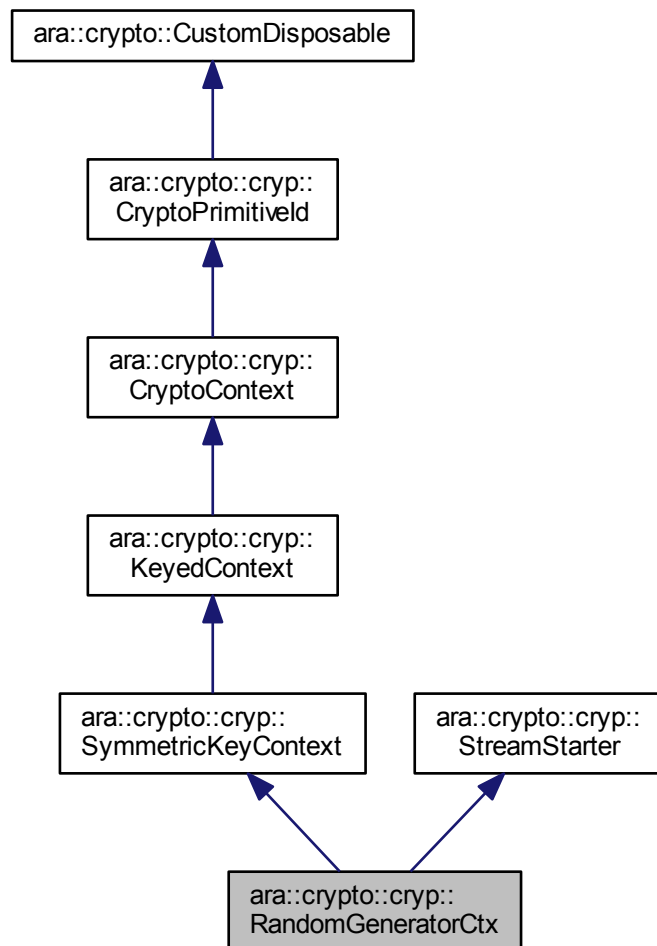 ara::crypto::CustomDisposable
ara::crypto::cryp::
CryptoPrimitiveId
ara::crypto::cryp::
CryptoContext
ara::crypto::cryp::
KeyedContext
ara::crypto::cryp::
SymmetricKeyContext
ara::crypto::cryp::
StreamStarter
ara::crypto::cryp::
RandomGeneratorCtx